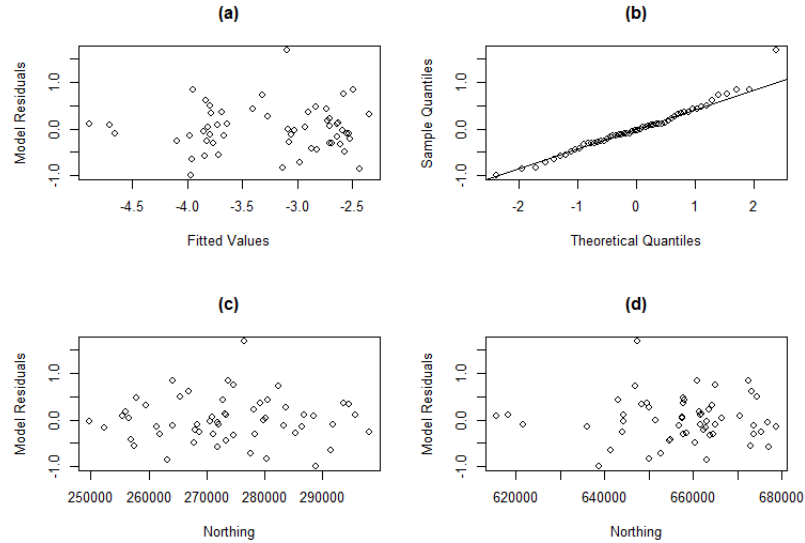 (a)
Model Residuals
-1.0 0.0 1.0
-4.5 -4.0 -3.5 -3.0 -2.5
Fitted Values
(b)
Sample Quantiles
-1.0 0.0 1.0
-2 -1 0 1 2
Theoretical Quantiles
(c)
Model Residuals
-1.0 0.0 1.0
250000 260000 270000 280000 290000
Northing
(d)
Model Residuals
-1.0 0.0 1.0
620000 640000 660000 680000
Northing